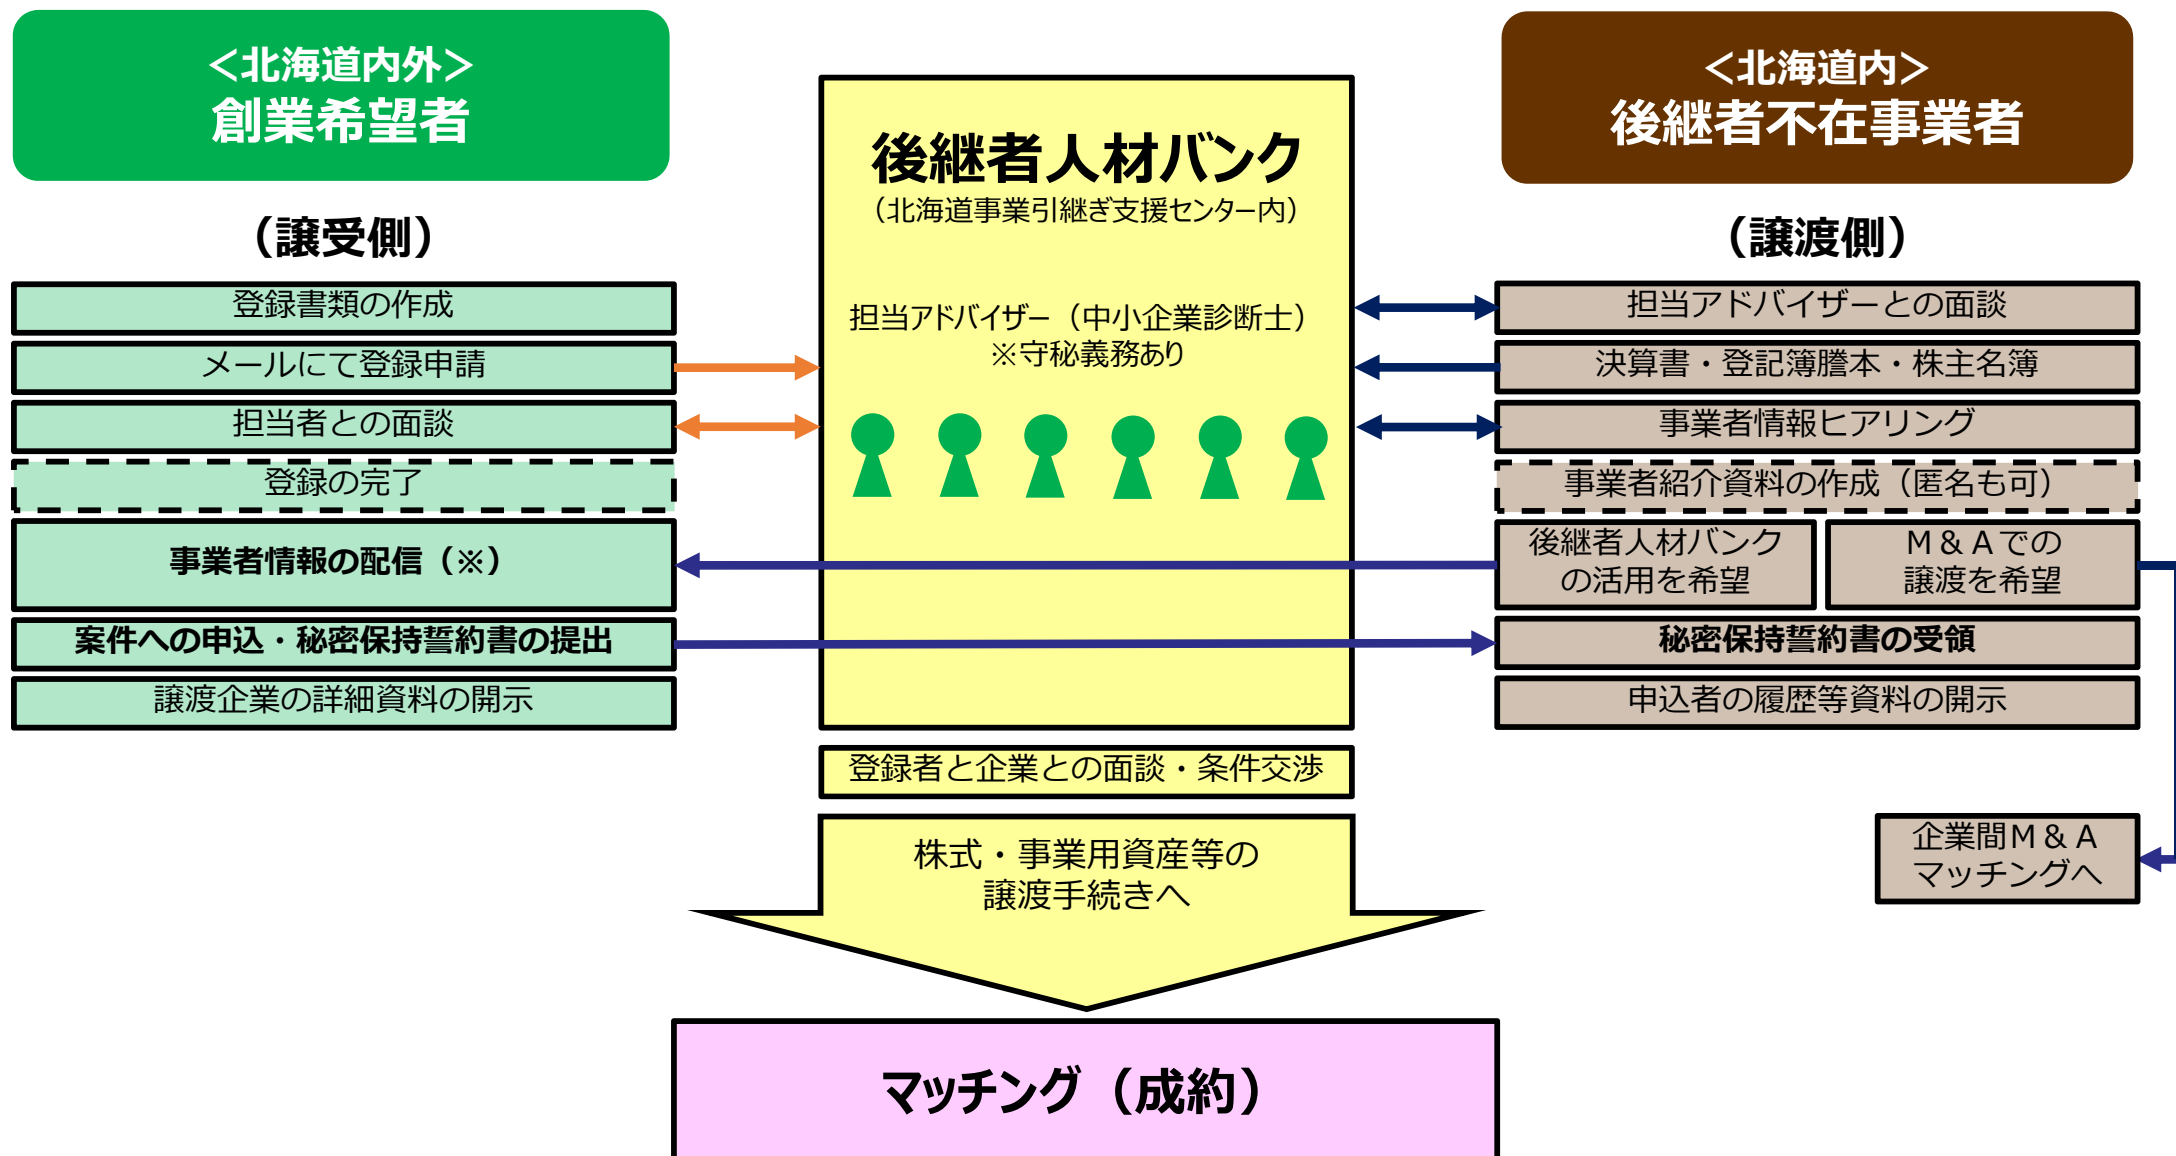 ＜北海道内外＞
創業希望者
（譲受側）
登録書類の作成
メールにて登録申請
担当者との面談
登録の完了
事業者情報の配信（※）
案件への申込・秘密保持誓約書の提出
譲渡企業の詳細資料の開示
後継者人材バンク
（北海道事業引継ぎ支援センター内）
担当アドバイザー（中小企業診断士）
※守秘義務あり
登録者と企業との面談・条件交渉
株式・事業用資産等の
譲渡手続きへ
マッチング（成約）
＜北海道内＞
後継者不在事業者
（譲渡側）
担当アドバイザーとの面談
決算書・登記簿謄本・株主名簿
事業者情報ヒアリング
事業者紹介資料の作成（匿名も可）
後継者人材バンク
の活用を希望
Ｍ＆Ａでの
譲渡を希望
秘密保持誓約書の受領
申込者の履歴等資料の開示
企業間Ｍ＆Ａ
マッチングへ